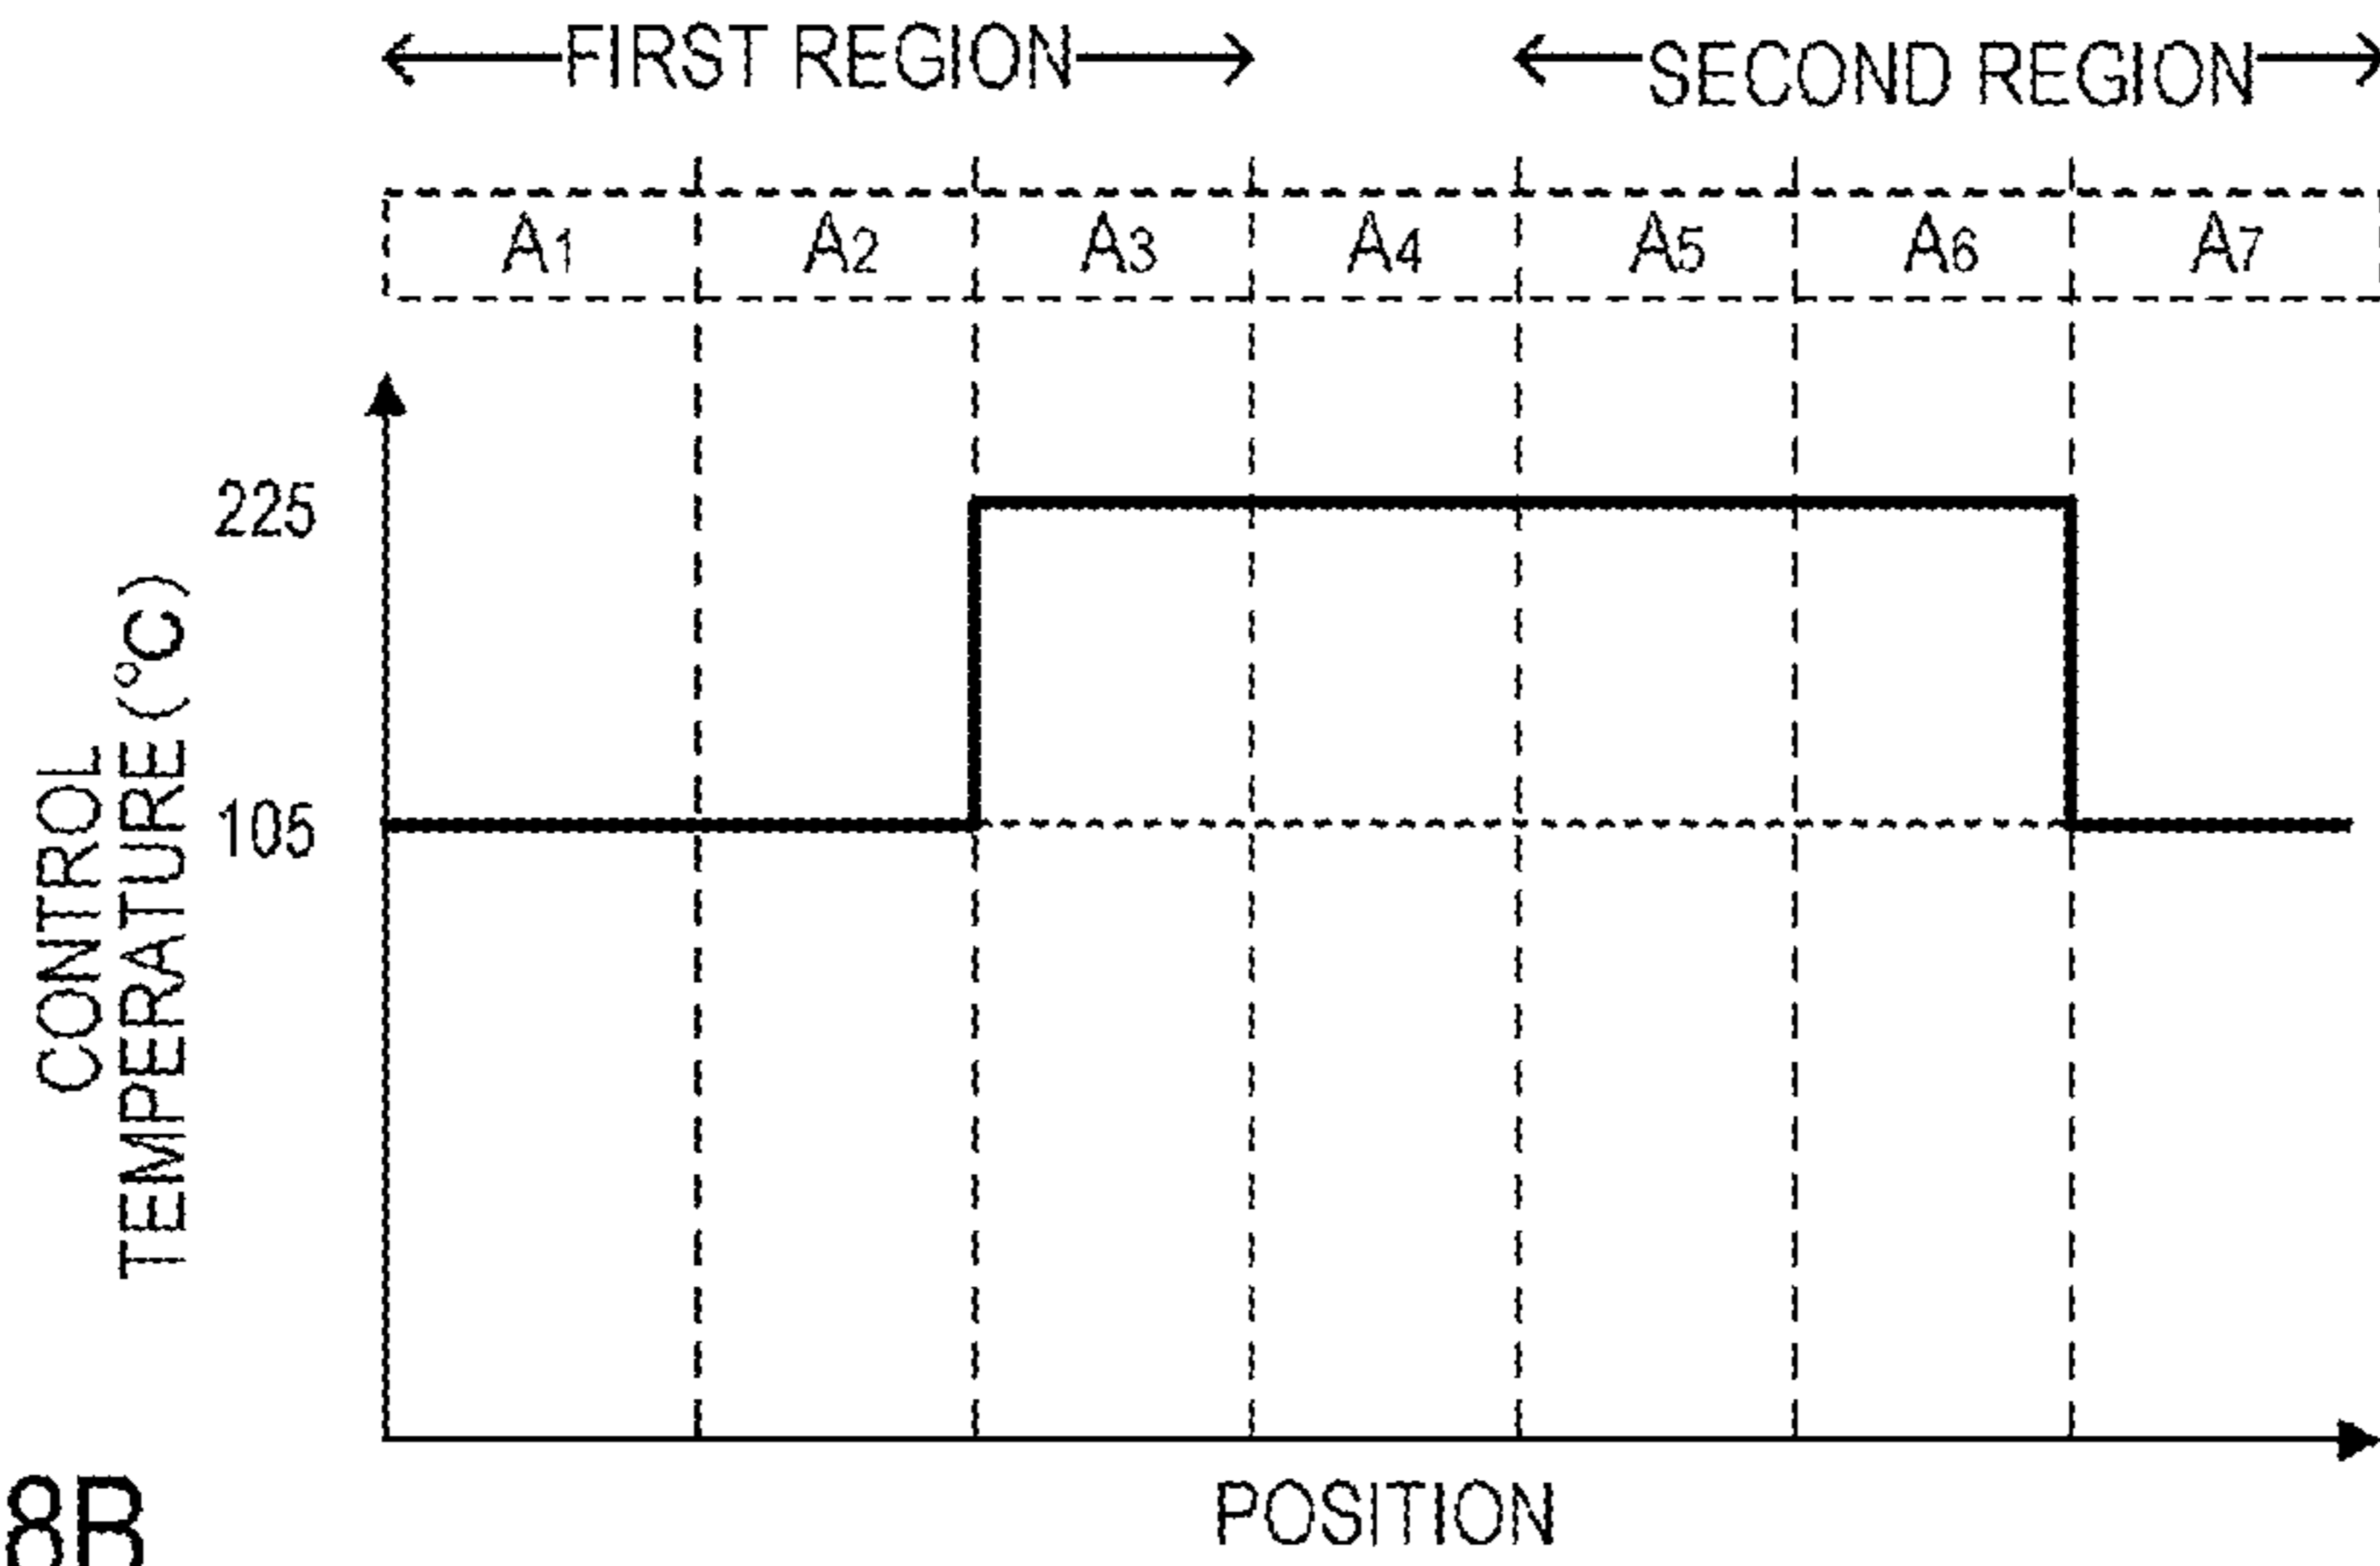 FIRST REGION
SECOND REGION
A1 A2 A3 A4 A5 A6 A7
225
105
CONTROL
TEMPERATURE (°C)
POSITION
8B